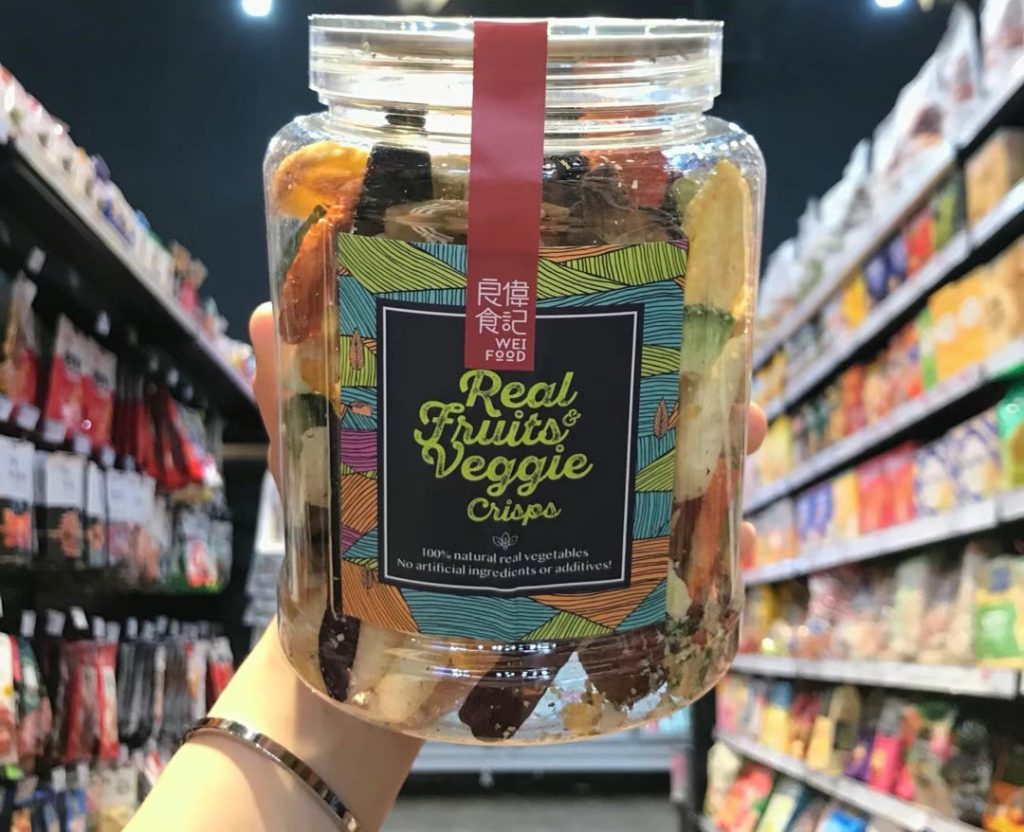 良偉
食記
WEI
FOOD
Real
Fruits &
Veggie
Crisps
100% natural real vegetables
No artificial ingredients or additives!